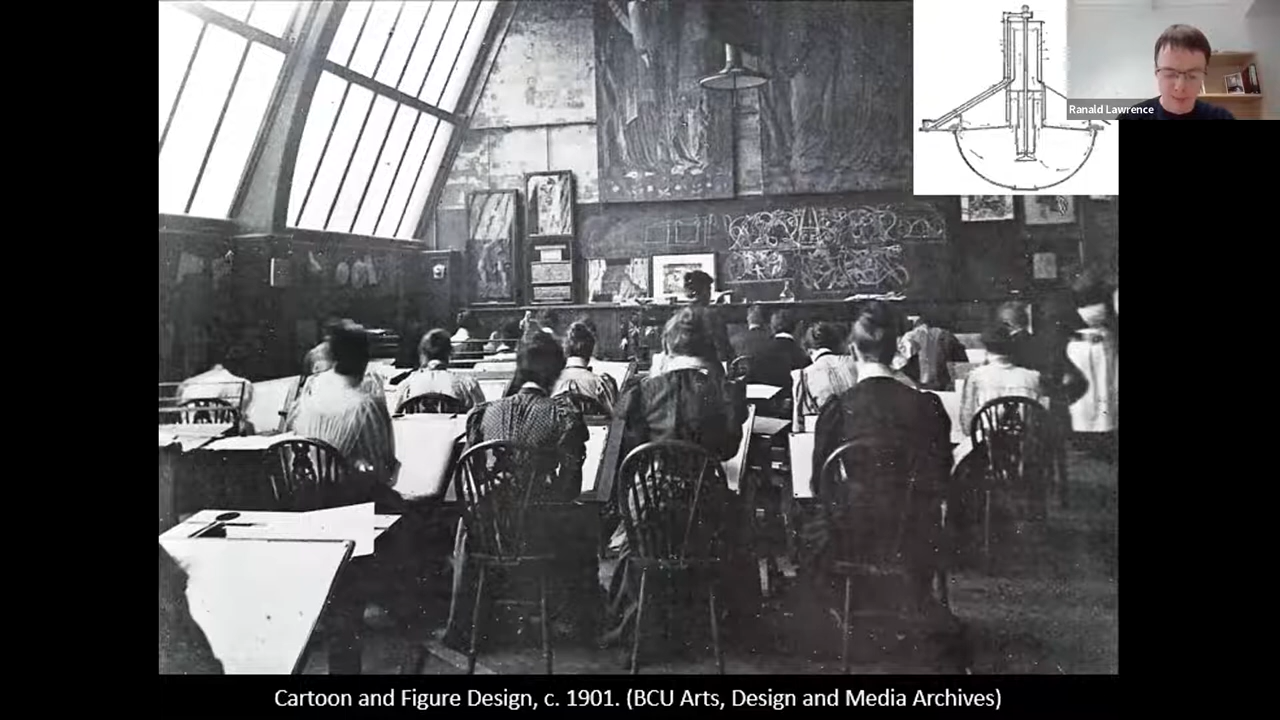 Ranald Lawrence
Cartoon and Figure Design, c. 1901. (BCU Arts, Design and Media Archives)